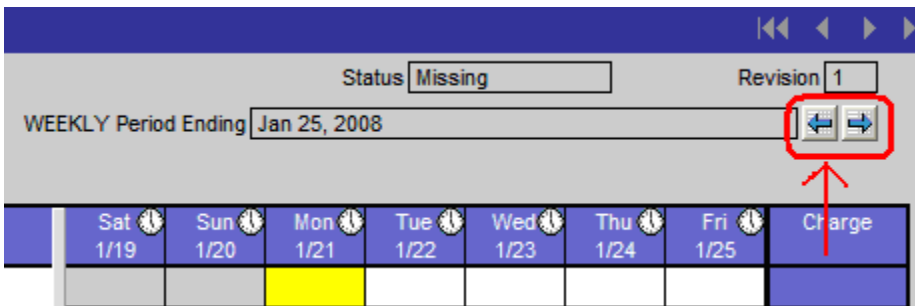 Status Missing Revision 1
WEEKLY Period Ending Jan 25, 2008
Sat Sun Mon Tue Wed Thu Fri Charge
1/19 1/20 1/21 1/22 1/23 1/24 1/25